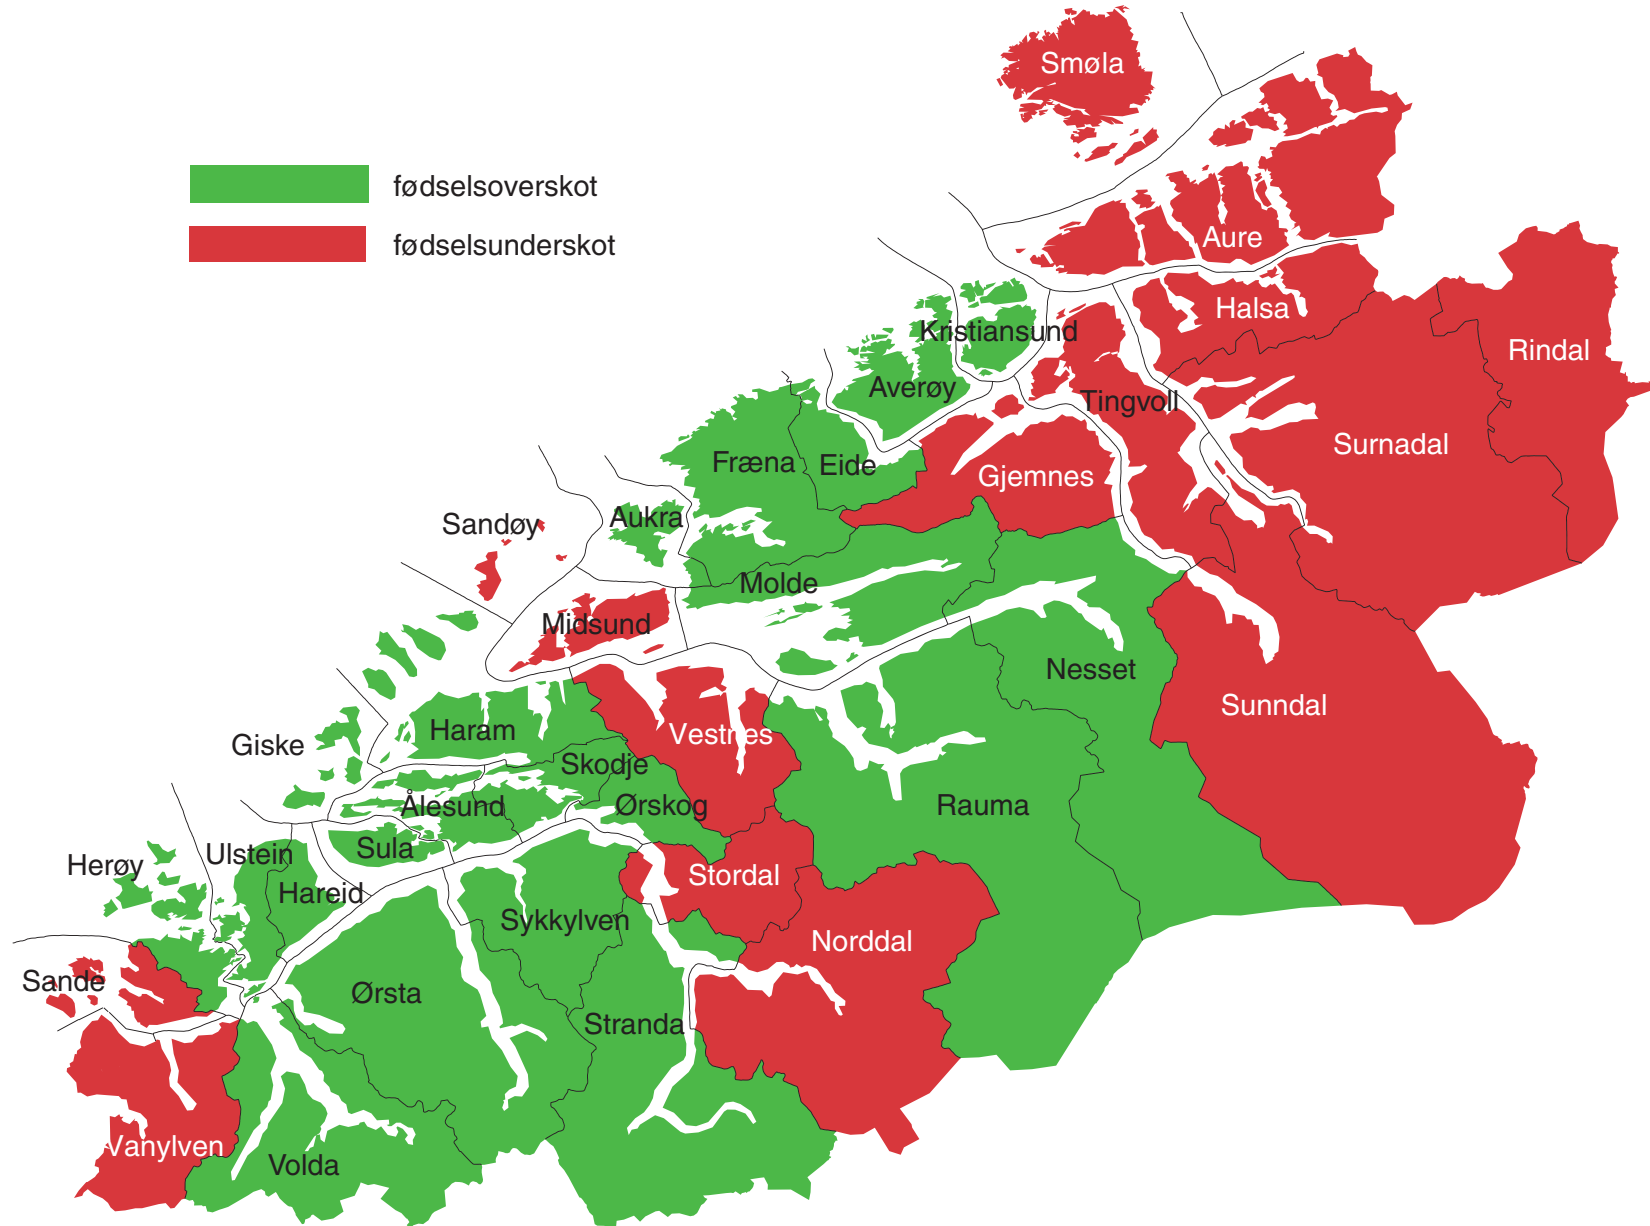 Smøla
fødselsoverskot
fødselsunderskot
Aure
Halsa
Kristiansund
Rindal
Averøy
Tingvoll
Surnadal
Fræna
Eide
Gjemnes
Sandøy
Aukra
Molde
Midsund
Nesset
Sunndal
Haram
Vestnes
Giske
Skodje
Ålesund
Ørskog
Rauma
Ulstein
Sula
Herøy
Stordal
Hareid
Sykkylven
Norddal
Sande
Ørsta
Stranda
Vanylven
Volda